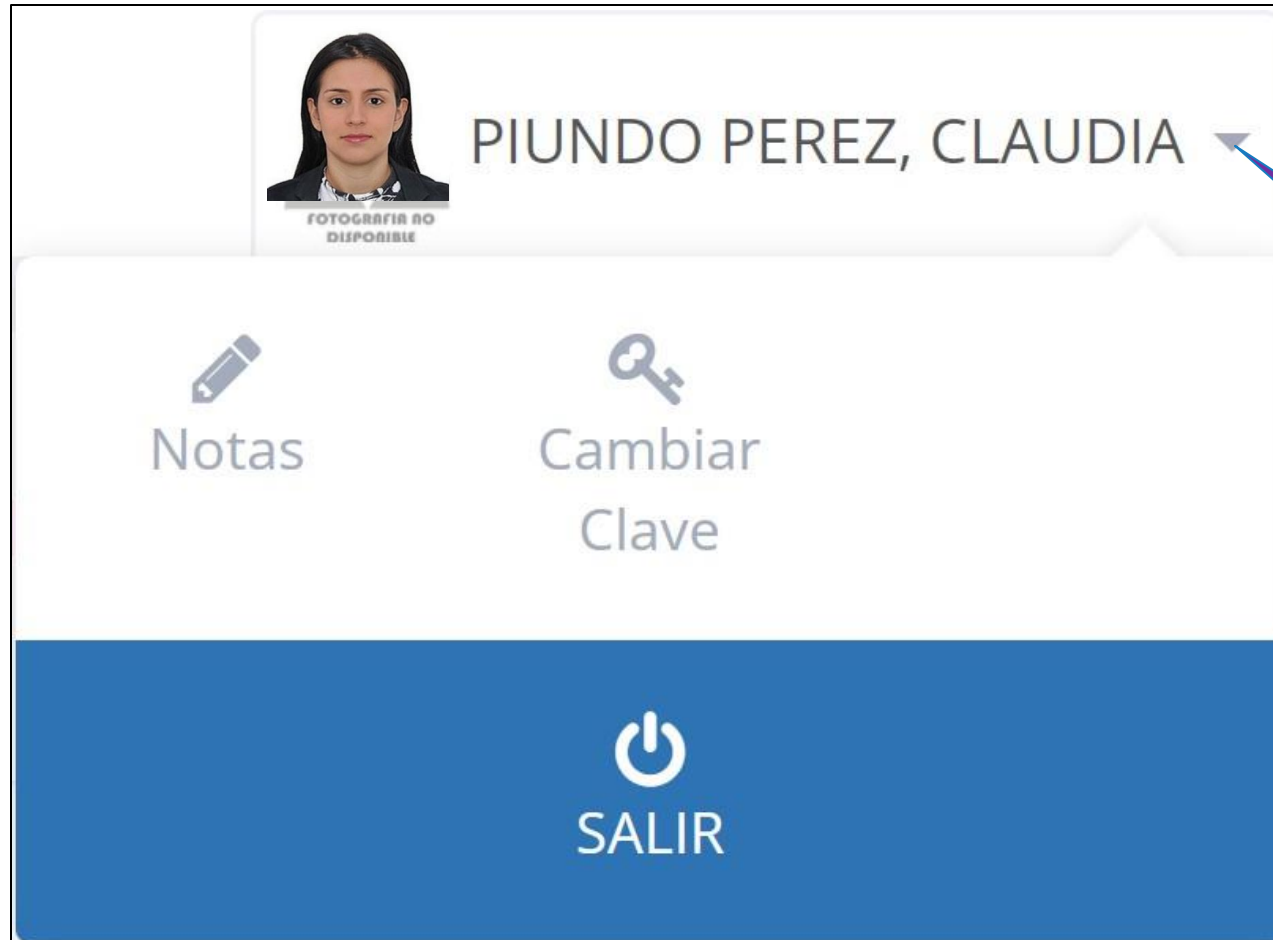 PIUNDO PEREZ, CLAUDIA
FOTOGRAFIA NO
DISPONIBLE
Notas
Cambiar
Clave
SALIR